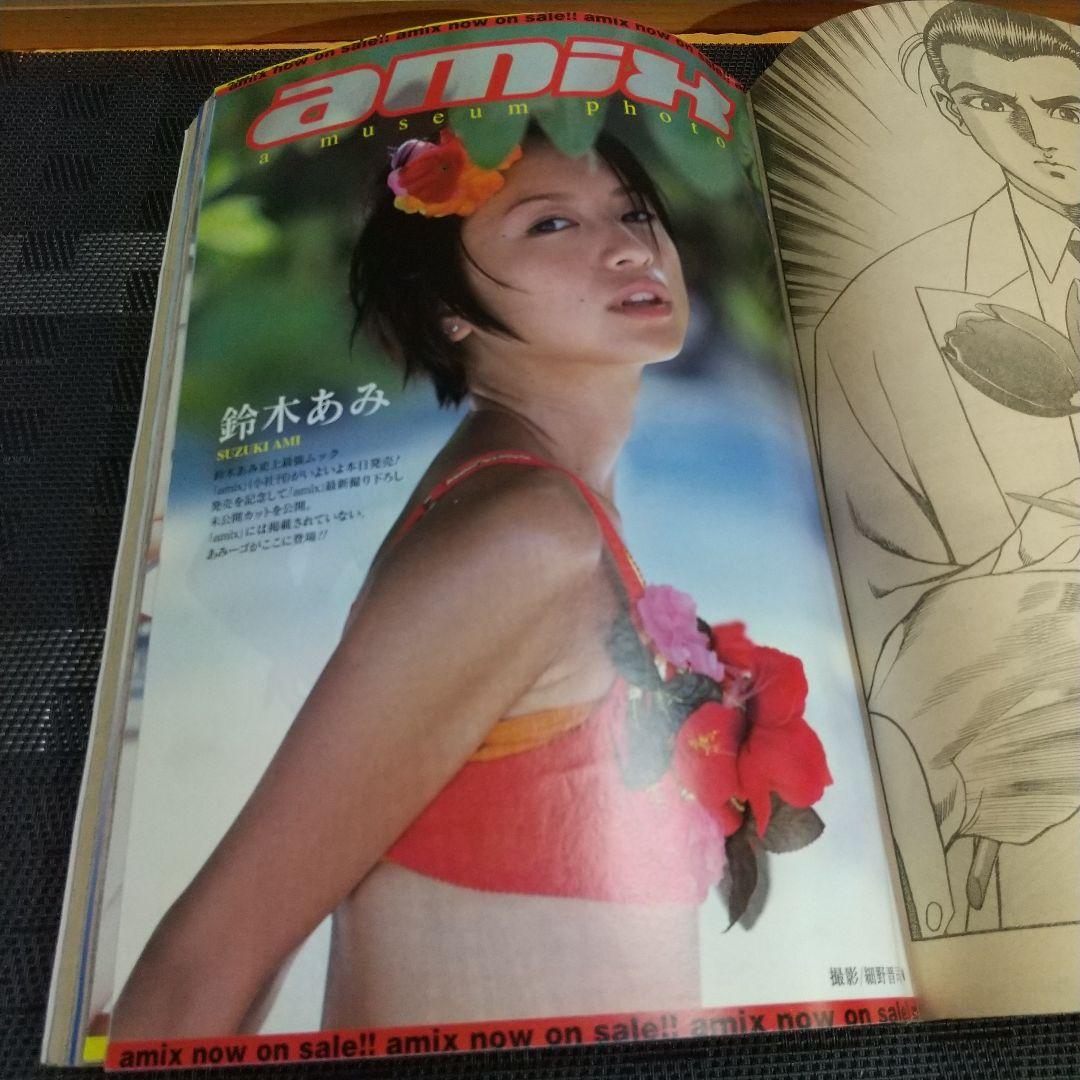 amix now on sale!! amix now on sale!! amix now on sale!!
amix
a museum photo
鈴木あみ
SUZUKI AMI
鈴木あみ史上最強ムック
「amix」(小社刊)がいよいよ本日発売!
発売を記念して「amix」最新撮り下ろし
未公開カットを公開。
「amix」には掲載されていない、
あみーゴがここに登場!!
撮影/細野晋司
amix now on sale!! amix now on sale!! amix now on sale!